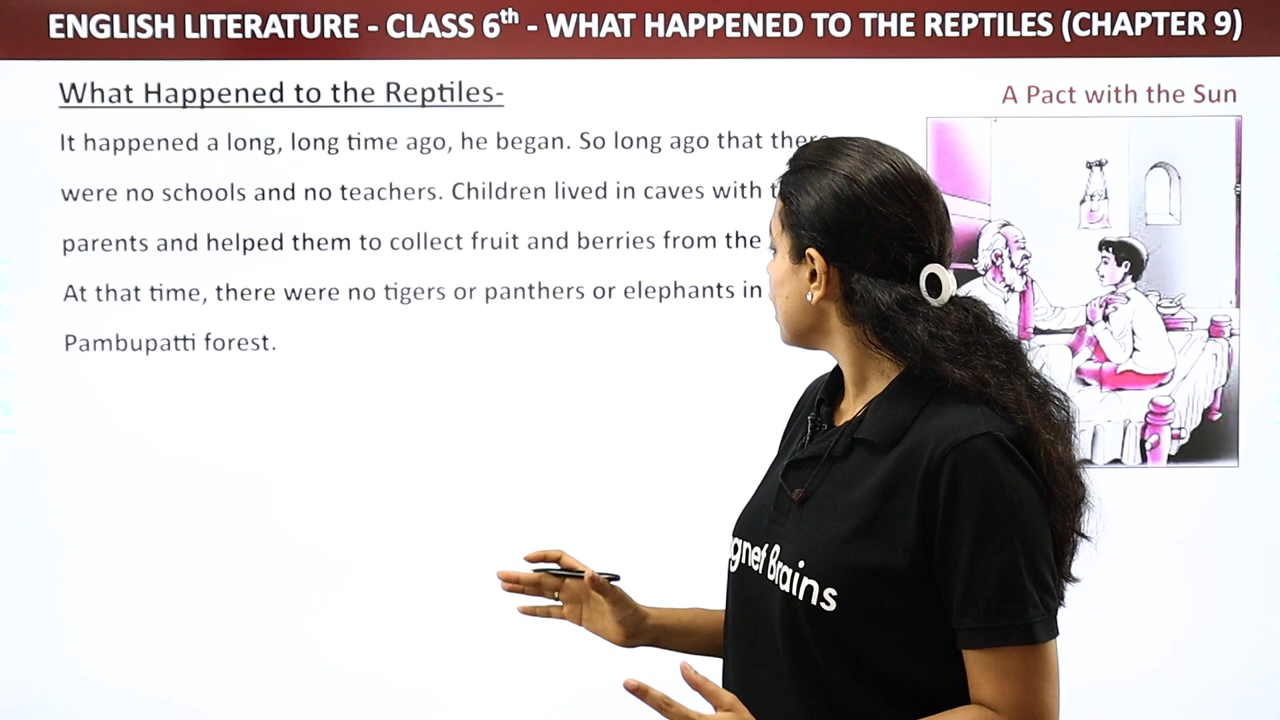 ENGLISH LITERATURE - CLASS 6th - WHAT HAPPENED TO THE REPTILES (CHAPTER 9)
What Happened to the Reptiles-
A Pact with the Sun
It happened a long, long time ago, he began. So long ago that there
were no schools and no teachers. Children lived in caves with
parents and helped them to collect fruit and berries from the
At that time, there were no tigers or panthers or elephants in
Pambupatti forest.
Brains